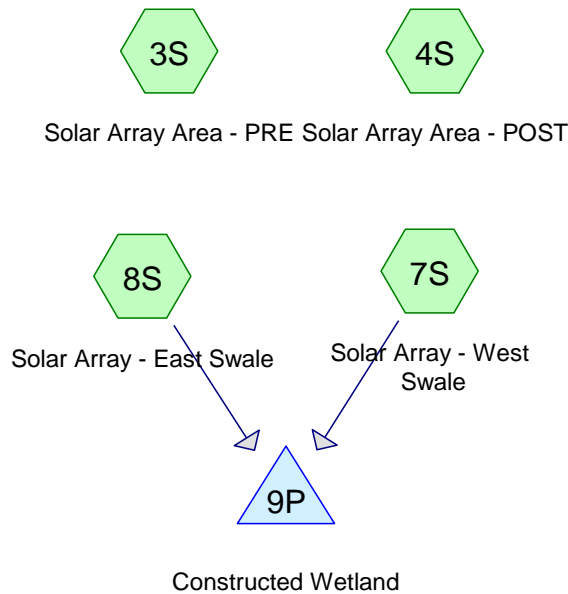 3S
4S
Solar Array Area - PRE
Solar Array Area - POST
8S
7S
Solar Array - East Swale
Solar Array - West
Swale
9P
Constructed Wetland